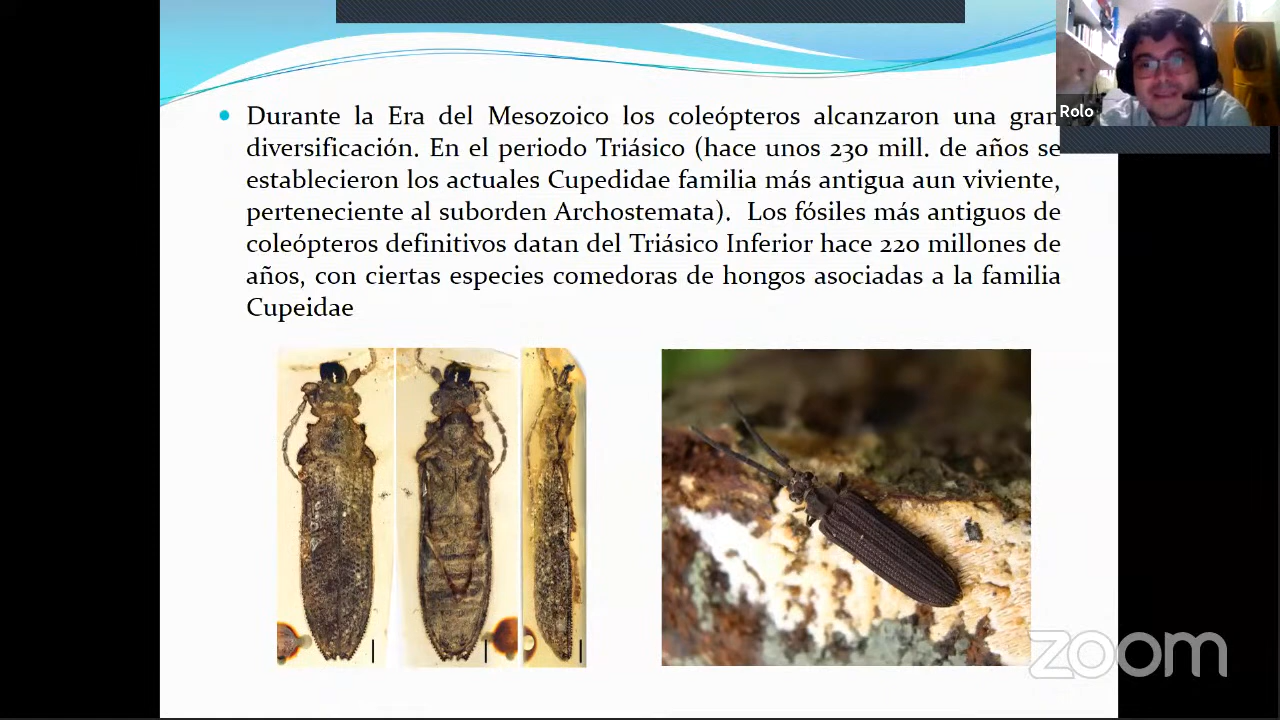 Durante la Era del Mesozoico los coleópteros alcanzaron una gran
diversificación. En el periodo Triásico (hace unos 230 mill. de años se
establecieron los actuales Cupedidae familia más antigua aun viviente,
perteneciente al suborden Archostemata). Los fósiles más antiguos de
coleópteros definitivos datan del Triásico Inferior hace 220 millones de
años, con ciertas especies comedoras de hongos asociadas a la familia
Cupeidae
Rolo
zoom